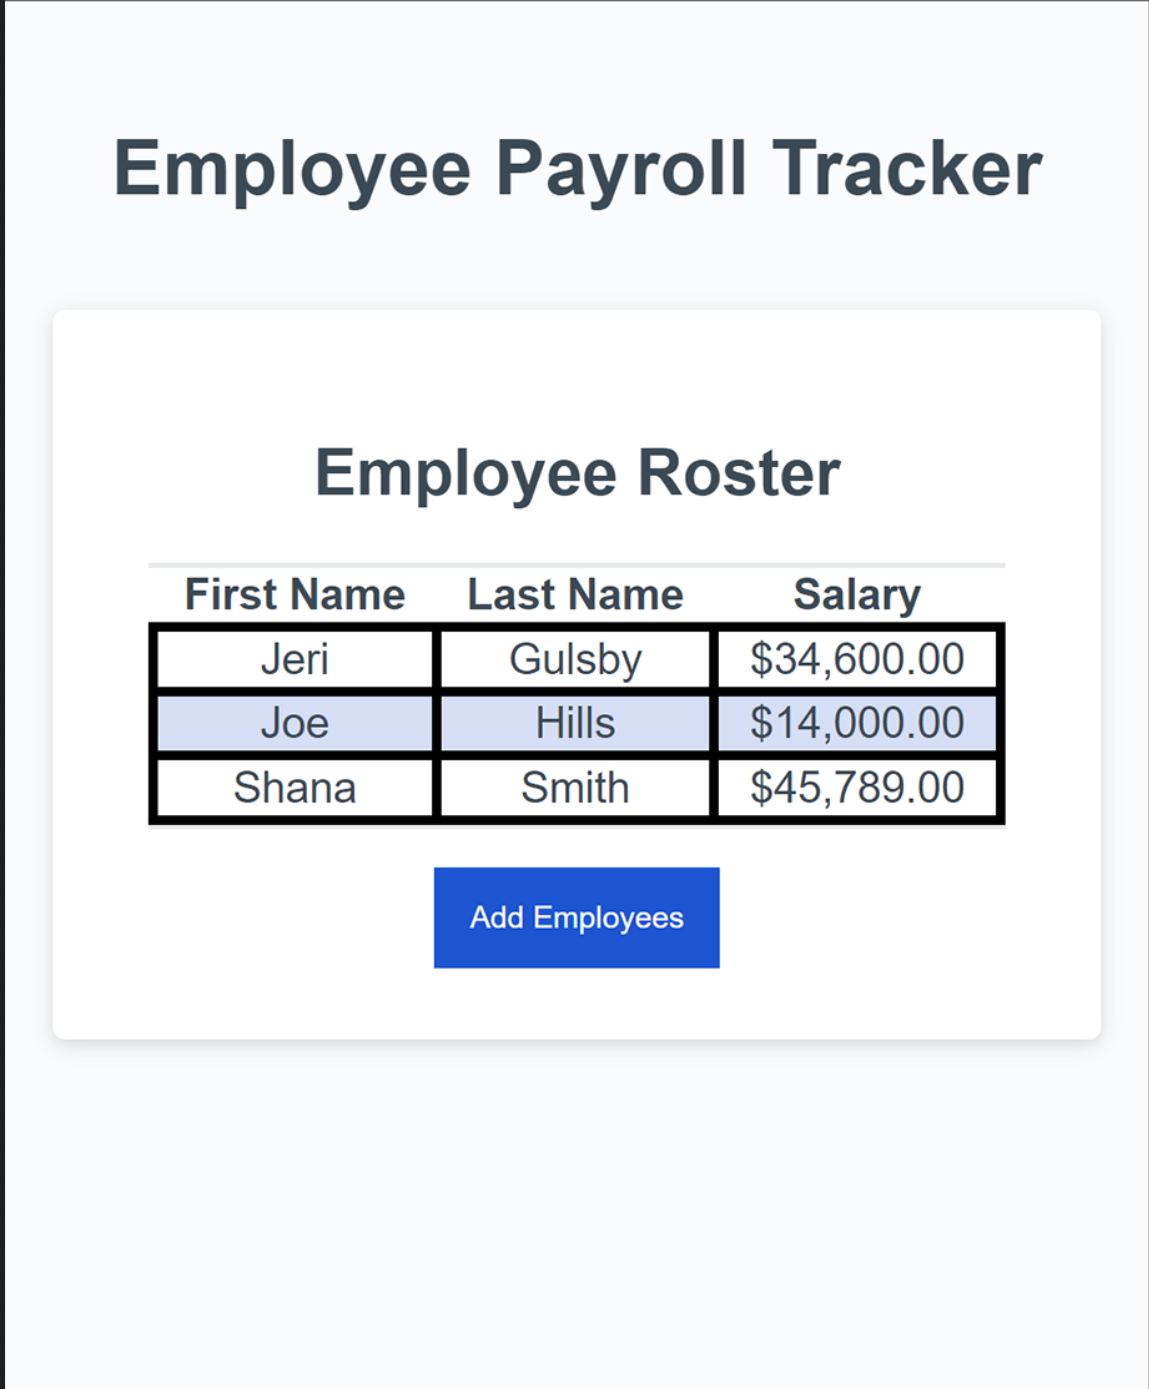 Employee Payroll Tracker
Employee Roster
First Name Last Name Salary
Jeri Gulsby $34,600.00
Joe Hills $14,000.00
Shana Smith $45,789.00
Add Employees